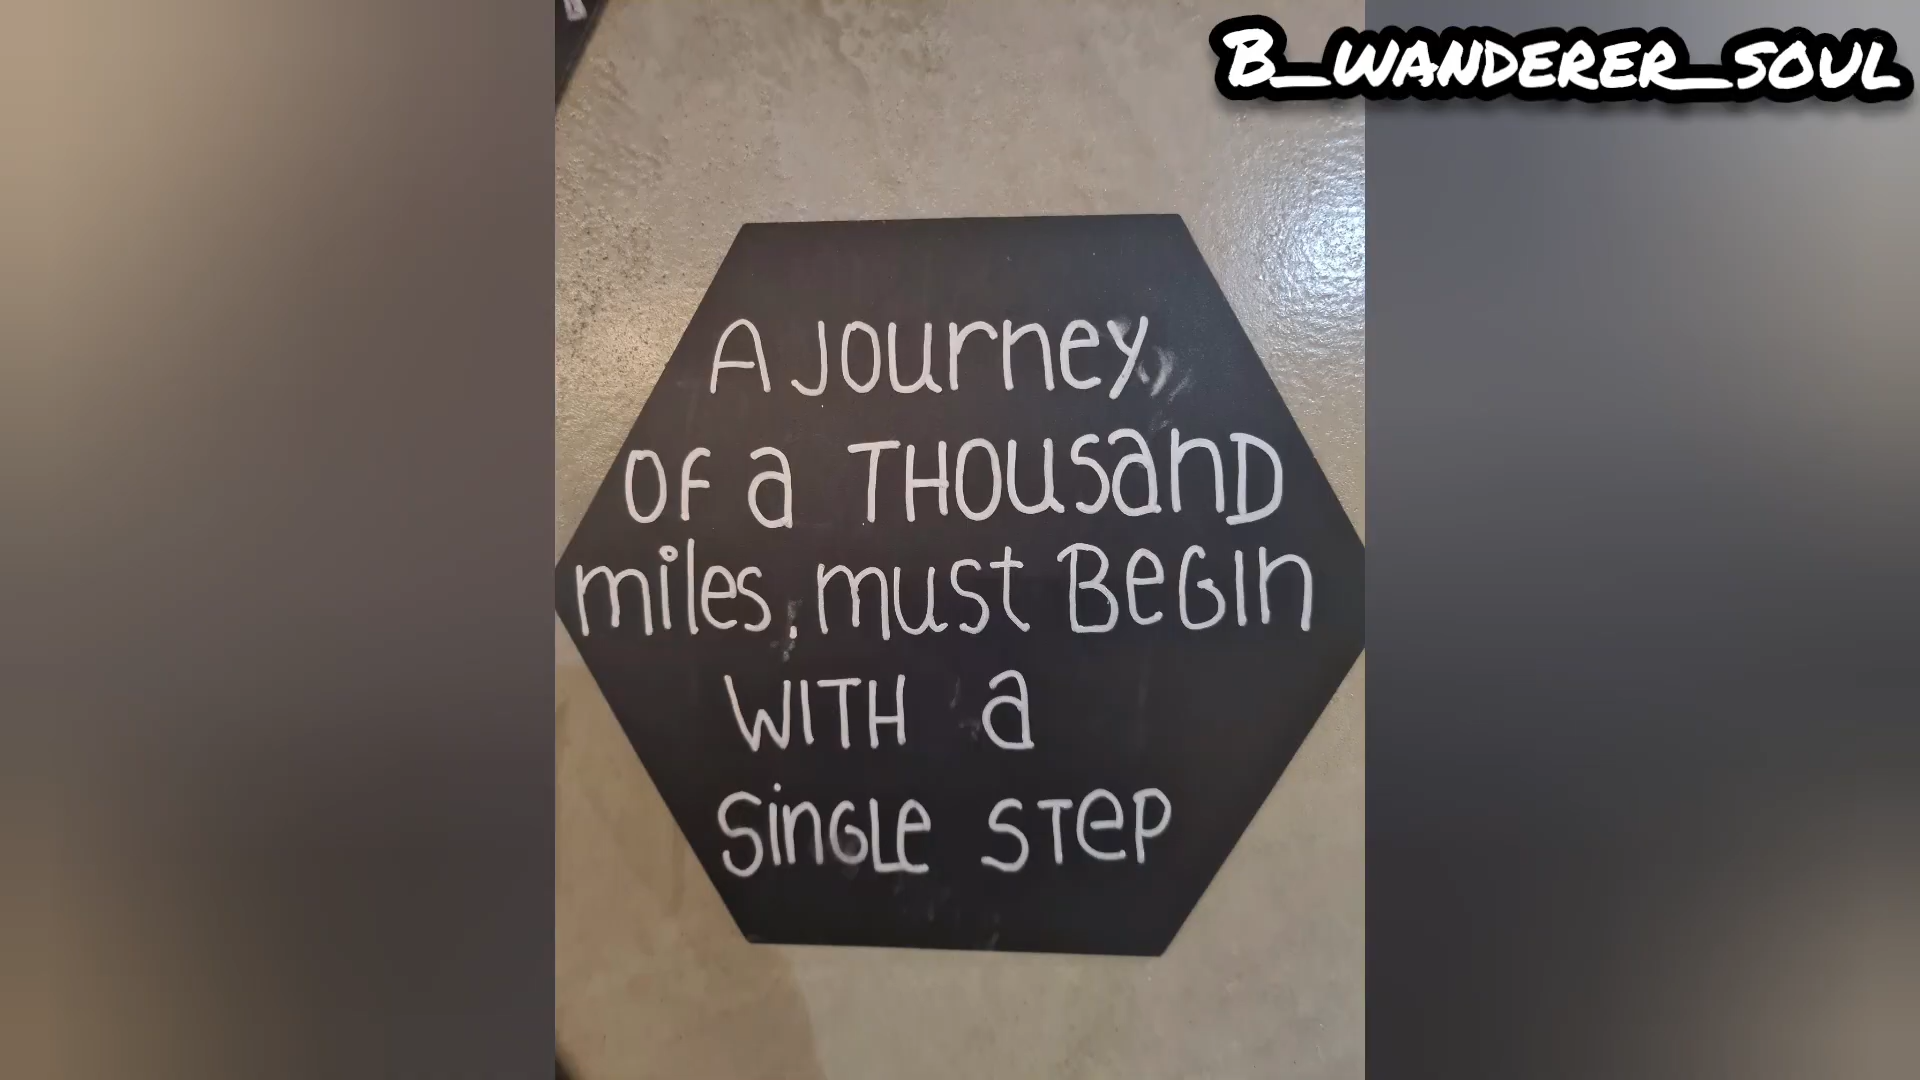 B_WANDERER_SOUL
A JOurney,
OF a THOUSanD
miles, must BeGIn
WITH a
SinGLe STeP